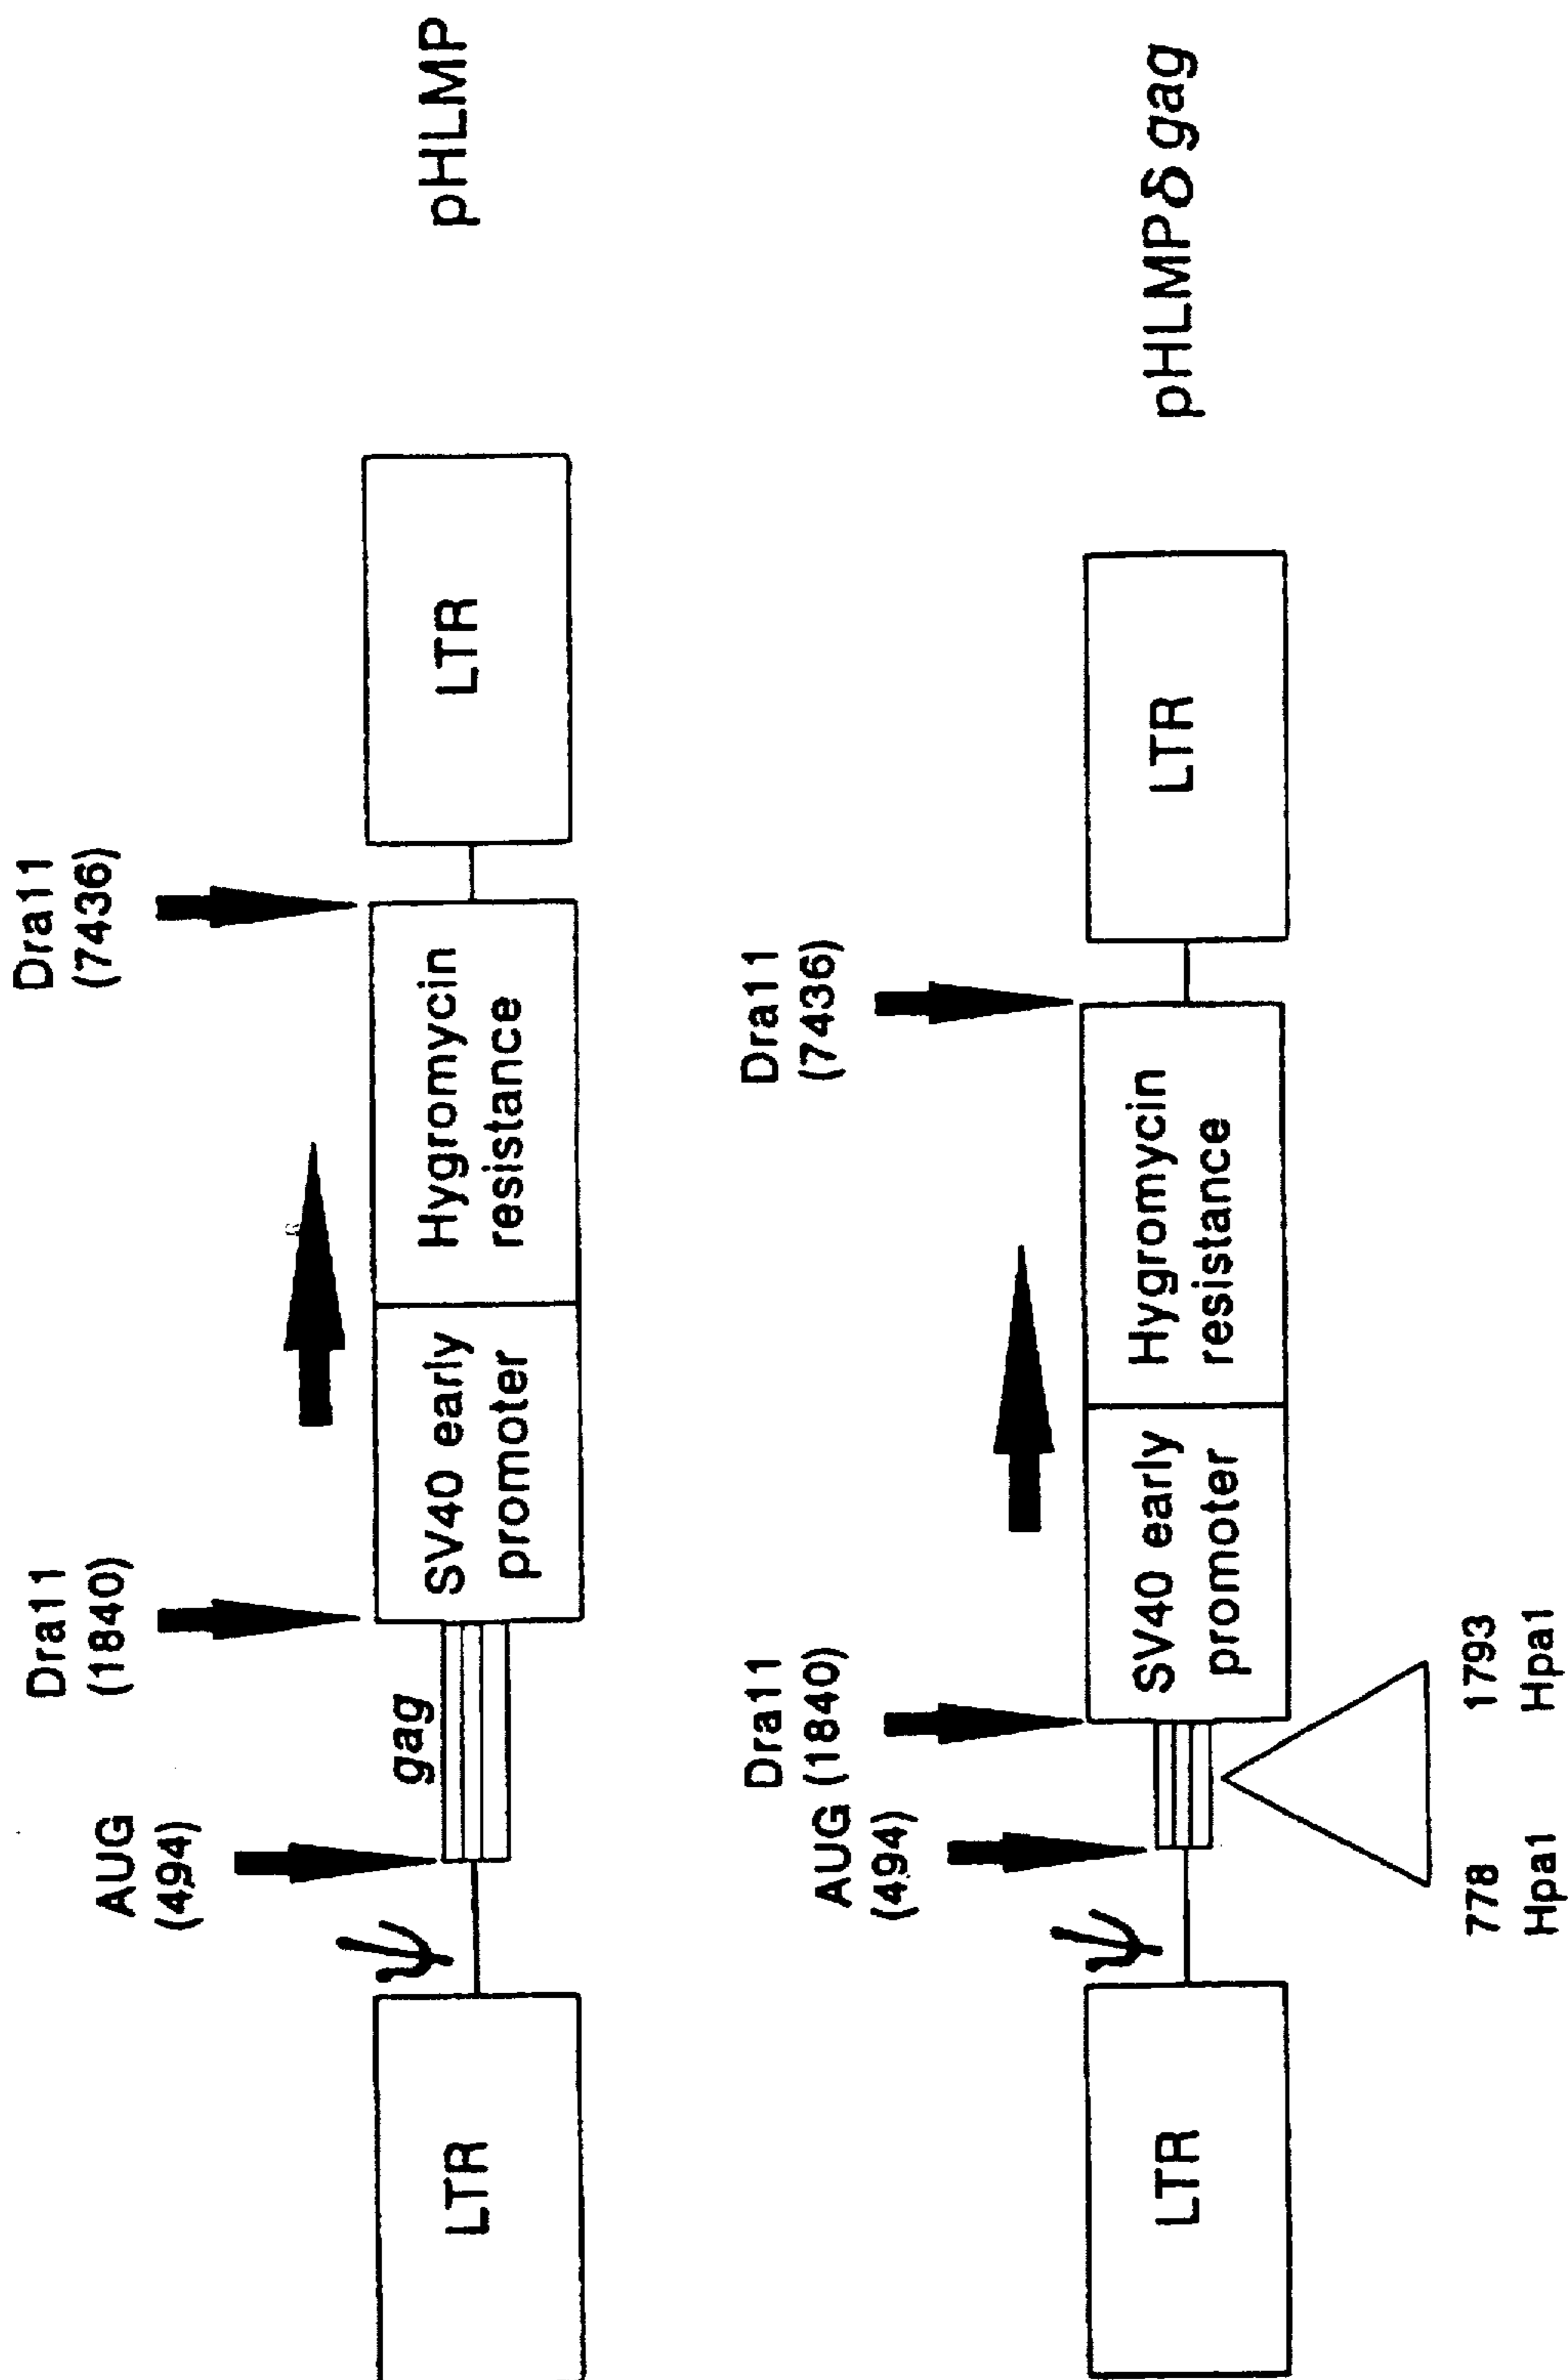 pHLMP
Dra11
(7436)
Dra11
(1840)
AUG
(494)
gag
ψ
LTR
SV40 early
promoter
Hygromycin
resistance
LTR
pHLMPδgag
Dra11
(7436)
Dra11
AUG (1840)
(494)
ψ
LTR
SV40 early
promoter
Hygromycin
resistance
LTR
778 1793
Hpa1 Hpa1